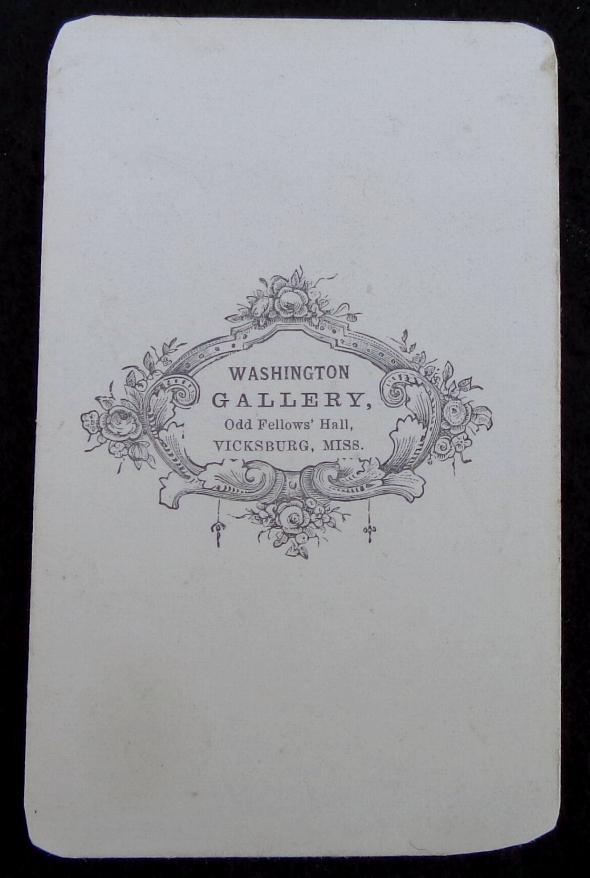 WASHINGTON
GALLERY,
Odd Fellows' Hall,
VICKSBURG, MISS.